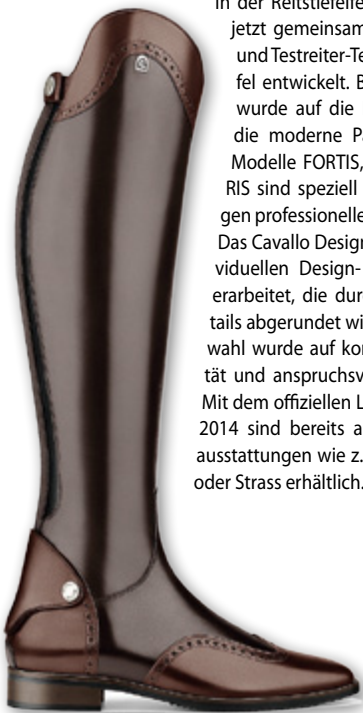 in der Reitstiefelfe
jetzt gemeinsam
und Testreiter-Te
fel entwickelt. B
wurde auf die
die moderne Pa
Modelle FORTIS,
RIS sind speziell
gen professionelle
Das Cavallo Design
viduellen Design-
erarbeitet, die dur
tails abgerundet wi
wahl wurde auf kor
tät und anspruchsv
Mit dem offiziellen L
2014 sind bereits a
ausstattungen wie z.
oder Strass erhältlich.